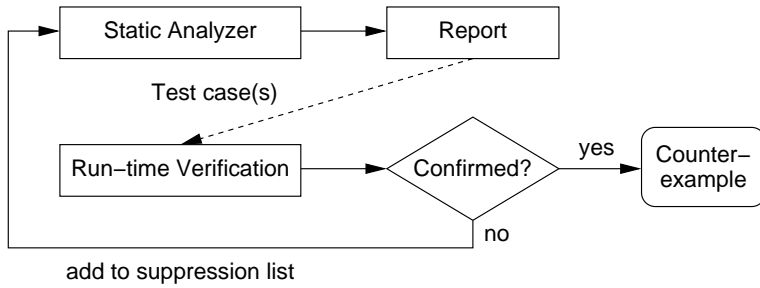 Static Analyzer
Report
Test case(s)
Run−time Verification
Confirmed?
yes
Counter−
example
no
add to suppression list